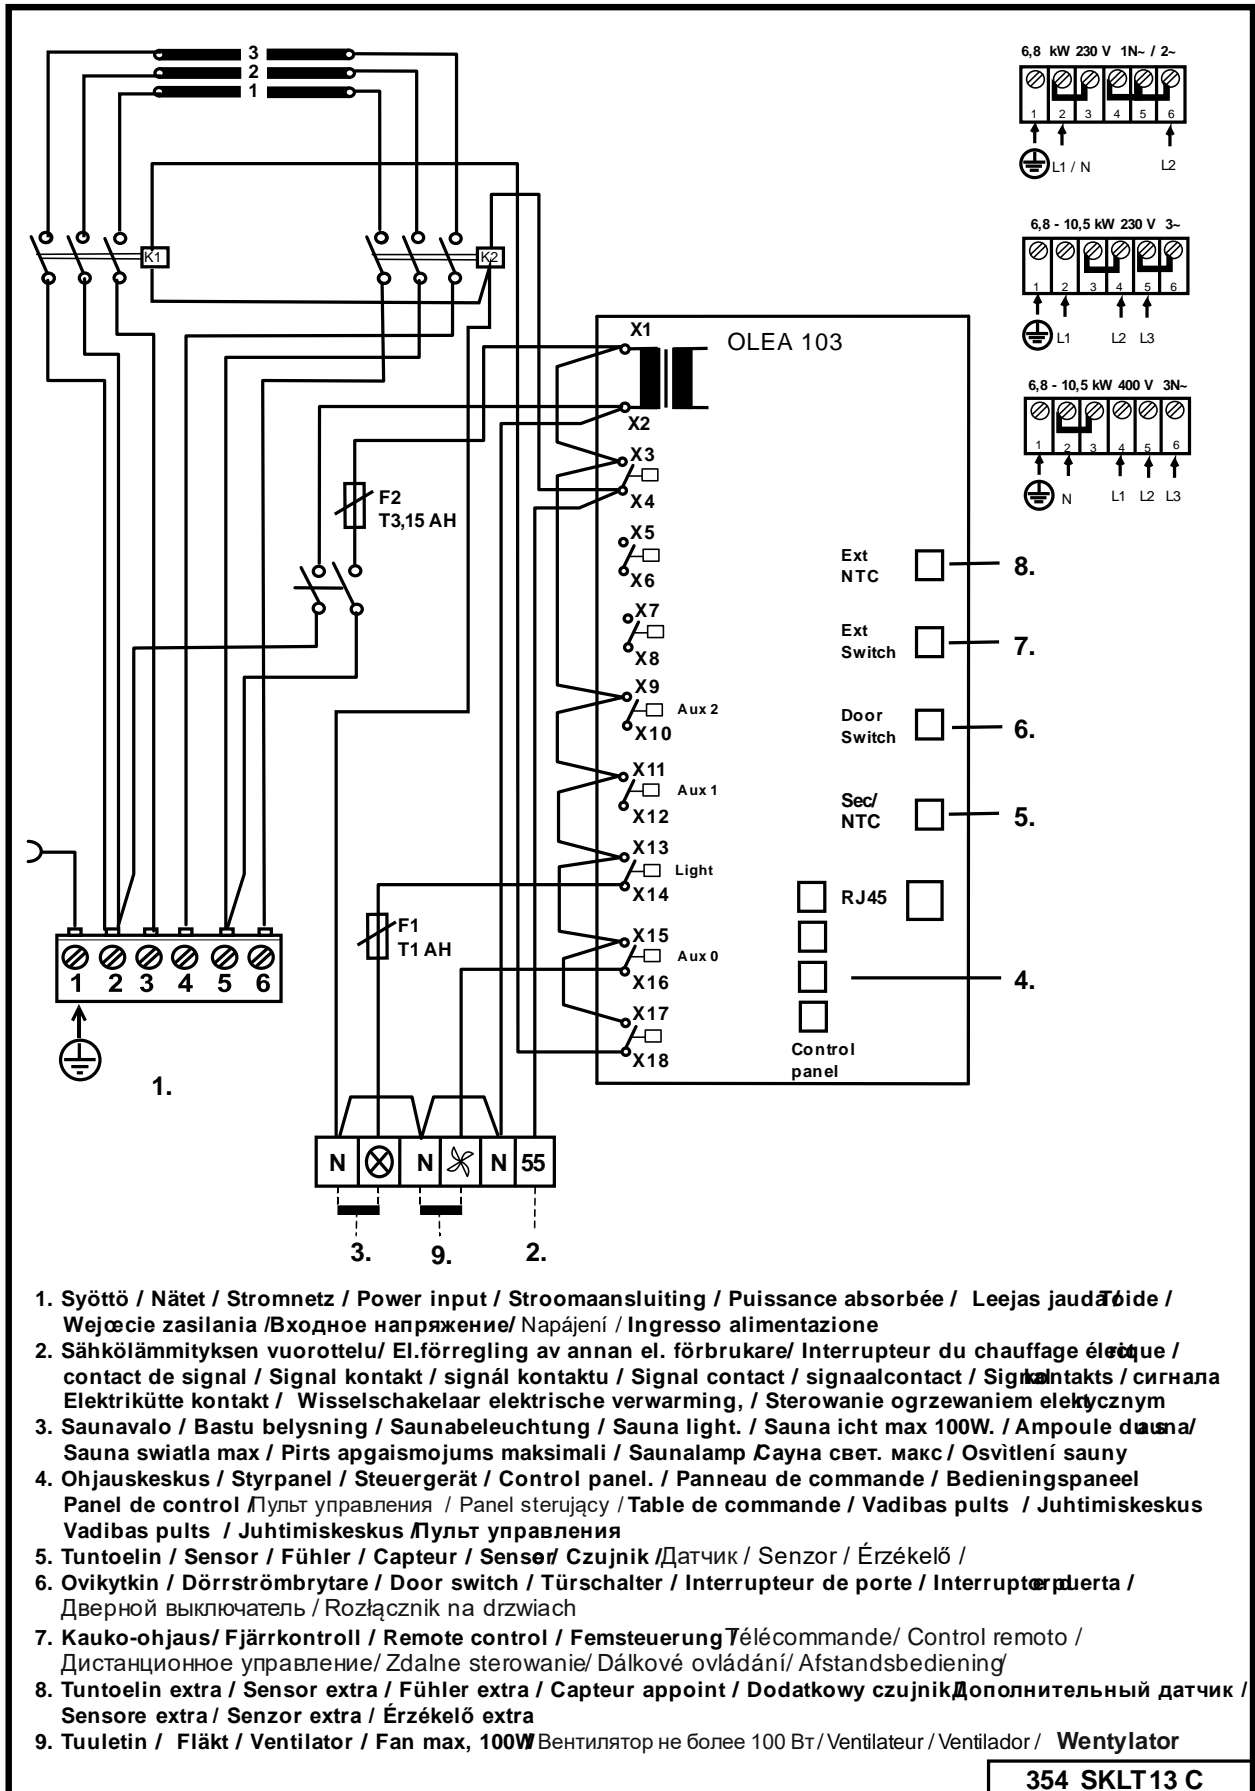 3
2
1
K1
K2
6,8 kW 230 V 1N~ / 2~
1 2 3 4 5 6
L1 / N L2
6,8 - 10,5 kW 230 V 3~
1 2 3 4 5 6
L1 L2 L3
6,8 - 10,5 kW 400 V 3N~
1 2 3 4 5 6
N L1 L2 L3
OLEA 103
X1
X2
X3
X4
X5
X6
X7
X8
X9
Aux 2
X10
X11
Aux 1
X12
X13
Light
X14
X15
Aux 0
X16
X17
X18
F2
T3,15 AH
F1
T1 AH
Ext
NTC
8.
Ext
Switch
7.
Door
Switch
6.
Sec/
NTC
5.
RJ45
4.
Control
panel
1 2 3 4 5 6
1.
N N N 55
3. 9. 2.
1. Syöttö / Nätet / Stromnetz / Power input / Stroomaansluiting / Puissance absorbée / Leejas jauda / Toide /
Wejœcie zasilania /Входное напряжение/ Napájení / Ingresso alimentazione
2. Sähkölämmityksen vuorottelu/ El.förregling av annan el. förbrukare/ Interrupteur du chauffage /
contact de signal / Signal kontakt / signál kontaktu / Signal contact / signaalcontact / / сигнала
Elektrikütte kontakt / Wisselschakelaar elektrische verwarming, / Sterowanie ogrzewaniem
3. Saunavalo / Bastu belysning / Saunabeleuchtung / Sauna light. / Sauna icht max 100W. / Ampoule /
Sauna swiatla max / Pirts apgaismojums maksimali / Saunalamp /Сауна свет. макс / Osvìtlení sauny
4. Ohjauskeskus / Styrpanel / Steuergerät / Control panel. / Panneau de commande / Bedieningspaneel
Panel de control /Пульт управления / Panel sterujący / Table de commande / Vadibas pults / Juhtimiskeskus
Vadibas pults / Juhtimiskeskus /Пульт управления
5. Tuntoelin / Sensor / Fühler / Capteur / Sensor/ Czujnik /Датчик / Senzor / Érzékelő /
6. Ovikytkin / Dörrströmbrytare / Door switch / Türschalter / Interrupteur de porte / /
Дверной выключатель / Rozłącznik na drzwiach
7. Kauko-ohjaus/ Fjärrkontroll / Remote control / Femsteuerung Télécommande/ Control remoto /
Дистанционное управление/ Zdalne sterowanie/ Dálkové ovládání/ Afstandsbediening/
8. Tuntoelin extra / Sensor extra / Fühler extra / Capteur appoint / Dodatkowy czujnik/Дополнительный датчик /
Sensore extra / Senzor extra / Érzékelő extra
9. Tuuletin / Fläkt / Ventilator / Fan max, 100W/ Вентилятор не более 100 Вт / Ventilateur / Ventilador / Wentylator
354 SKLT13 C